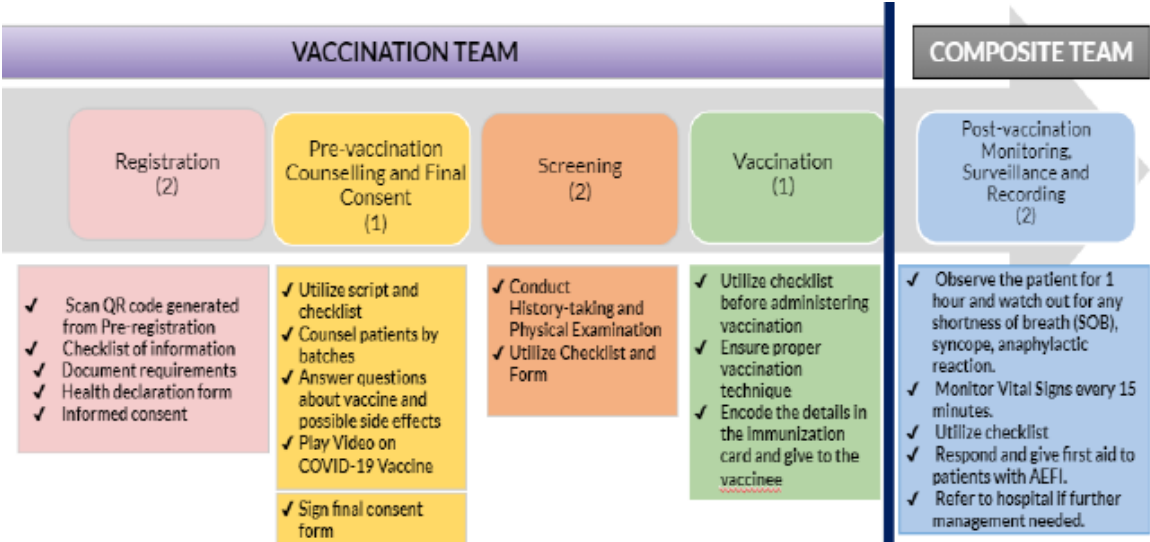 VACCINATION TEAM
COMPOSITE TEAM
Registration
(2)
Pre-vaccination
Counselling and Final
Consent
(1)
Screening
(2)
Vaccination
(1)
Post-vaccination
Monitoring,
Surveillance and
Recording
(2)
✓ Scan QR code generated
from Pre-registration
✓ Checklist of information
✓ Document requirements
✓ Health declaration form
✓ Informed consent
✓ Utilize script and
checklist
✓ Counsel patients by
batches
✓ Answer questions
about vaccine and
possible side effects
✓ Play Video on
COVID-19 Vaccine
✓ Sign final consent
form
✓ Conduct
History-taking and
Physical Examination
✓ Utilize Checklist and
Form
✓ Utilize checklist
before administering
vaccination
✓ Ensure proper
vaccination
technique
✓ Encode the details in
the immunization
card and give to the
vaccinee
✓ Observe the patient for 1
hour and watch out for any
shortness of breath (SOB),
syncope, anaphylactic
reaction.
✓ Monitor Vital Signs every 15
minutes.
✓ Utilize checklist
✓ Respond and give first aid to
patients with AEFI.
✓ Refer to hospital if further
management needed.